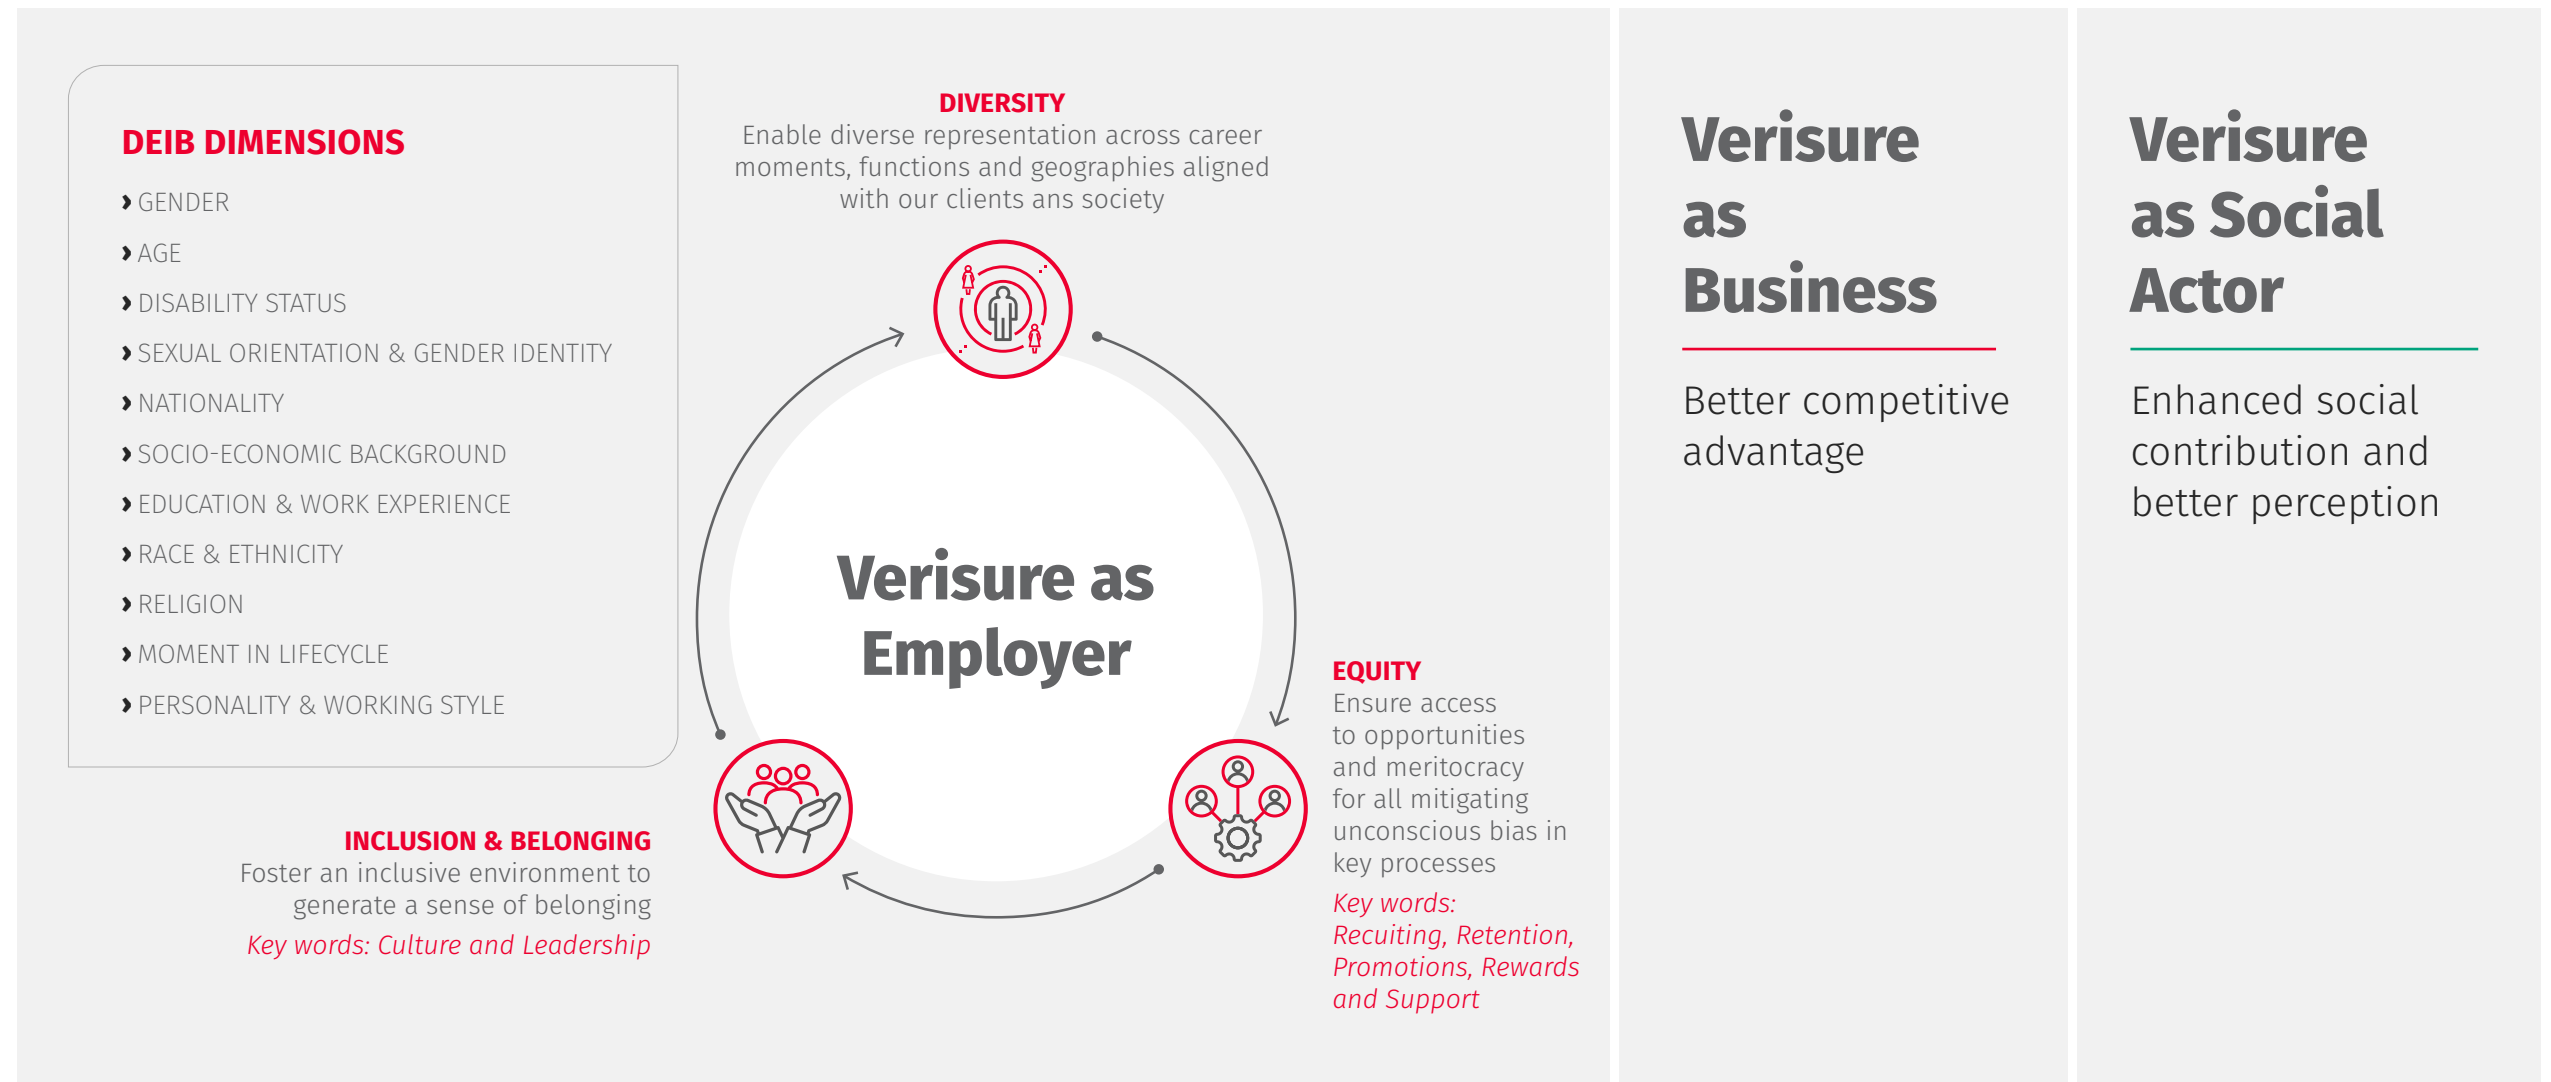 DEIB DIMENSIONS
GENDER
AGE
DISABILITY STATUS
SEXUAL ORIENTATION & GENDER IDENTITY
NATIONALITY
SOCIO-ECONOMIC BACKGROUND
EDUCATION & WORK EXPERIENCE
RACE & ETHNICITY
RELIGION
MOMENT IN LIFECYCLE
PERSONALITY & WORKING STYLE
DIVERSITY
Enable diverse representation across career
moments, functions and geographies aligned
with our clients ans society
Verisure as
Employer
EQUITY
Ensure access
to opportunities
and meritocracy
for all mitigating
unconscious bias in
key processes
Key words:
Recuiting, Retention,
Promotions, Rewards
and Support
INCLUSION & BELONGING
Foster an inclusive environment to
generate a sense of belonging
Key words: Culture and Leadership
Verisure
as
Business
Better competitive
advantage
Verisure
as Social
Actor
Enhanced social
contribution and
better perception